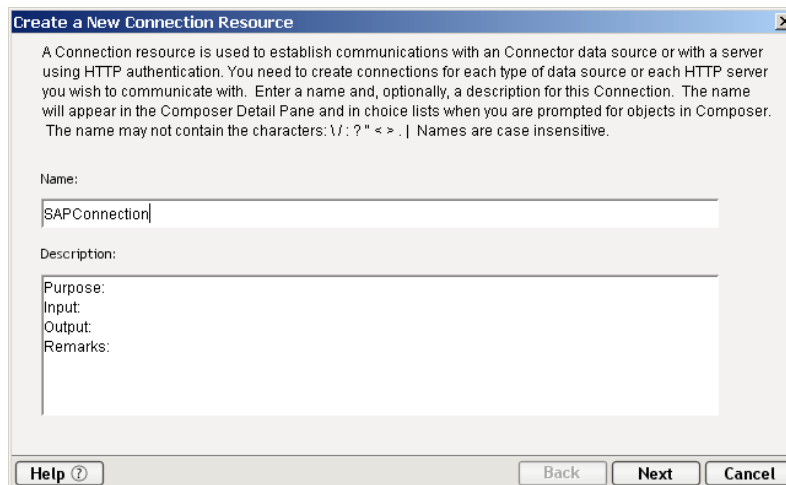 Create a New Connection Resource
A Connection resource is used to establish communications with an Connector data source or with a server
using HTTP authentication. You need to create connections for each type of data source or each HTTP server
you wish to communicate with.  Enter a name and, optionally, a description for this Connection.  The name
will appear in the Composer Detail Pane and in choice lists when you are prompted for objects in Composer.
The name may not contain the characters: \ / : ? " < > . |  Names are case insensitive.
Name:
SAPConnection
Description:
Purpose:
Input:
Output:
Remarks:
Help ? Back Next Cancel